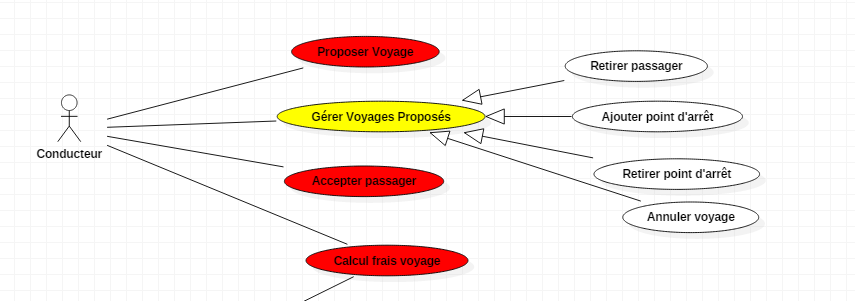 Proposer Voyage
Retirer passager
Gérer Voyages Proposés
Ajouter point d'arrêt
Conducteur
Accepter passager
Retirer point d'arrêt
Annuler voyage
Calcul frais voyage